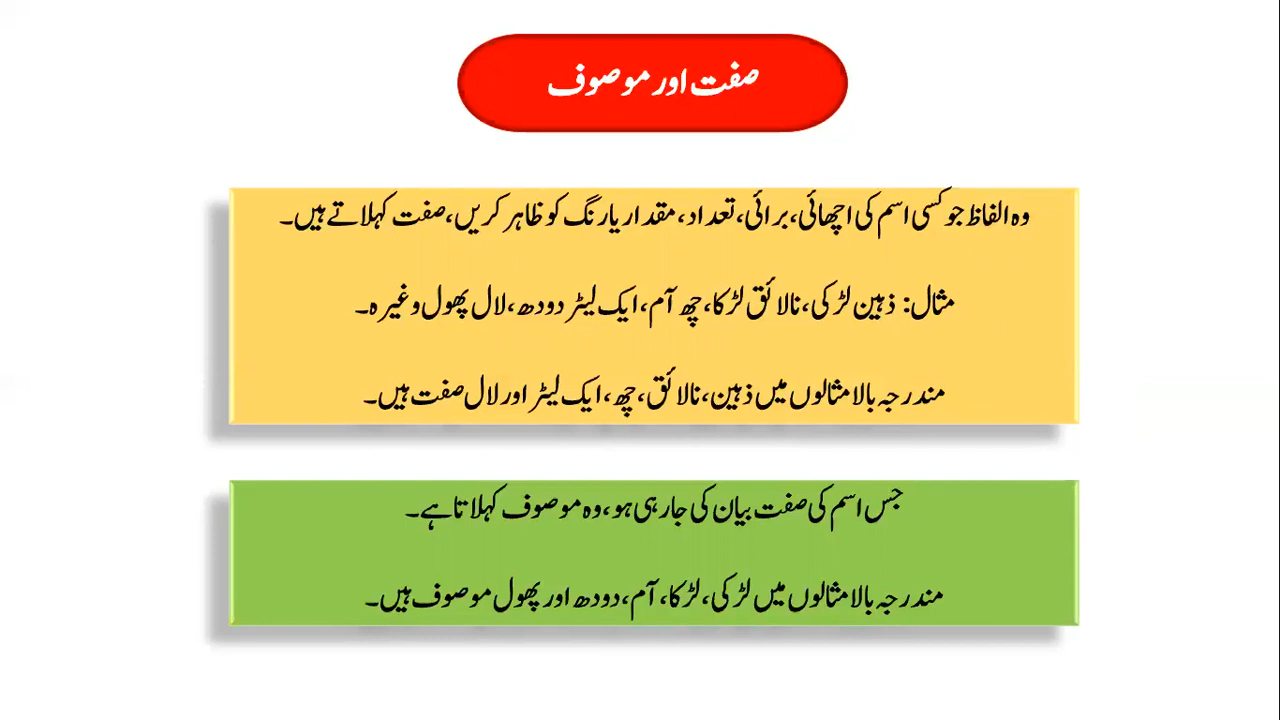 صفت اور موصوف
وہ الفاظ جو کسی اسم کی اچھائی، برائی، تعداد، مقدار یا رنگ کو ظاہر کریں، صفت کہلاتے ہیں۔
مثال: ذہین لڑکی، نالائق لڑکا، چھ آم، ایک لیٹر دودھ، لال پھول وغیرہ۔
مندرجہ بالا مثالوں میں ذہین، نالائق، چھ، ایک لیٹر اور لال صفت ہیں۔
جس اسم کی صفت بیان کی جا رہی ہو، وہ موصوف کہلاتا ہے۔
مندرجہ بالا مثالوں میں لڑکی، لڑکا، آم، دودھ اور پھول موصوف ہیں۔